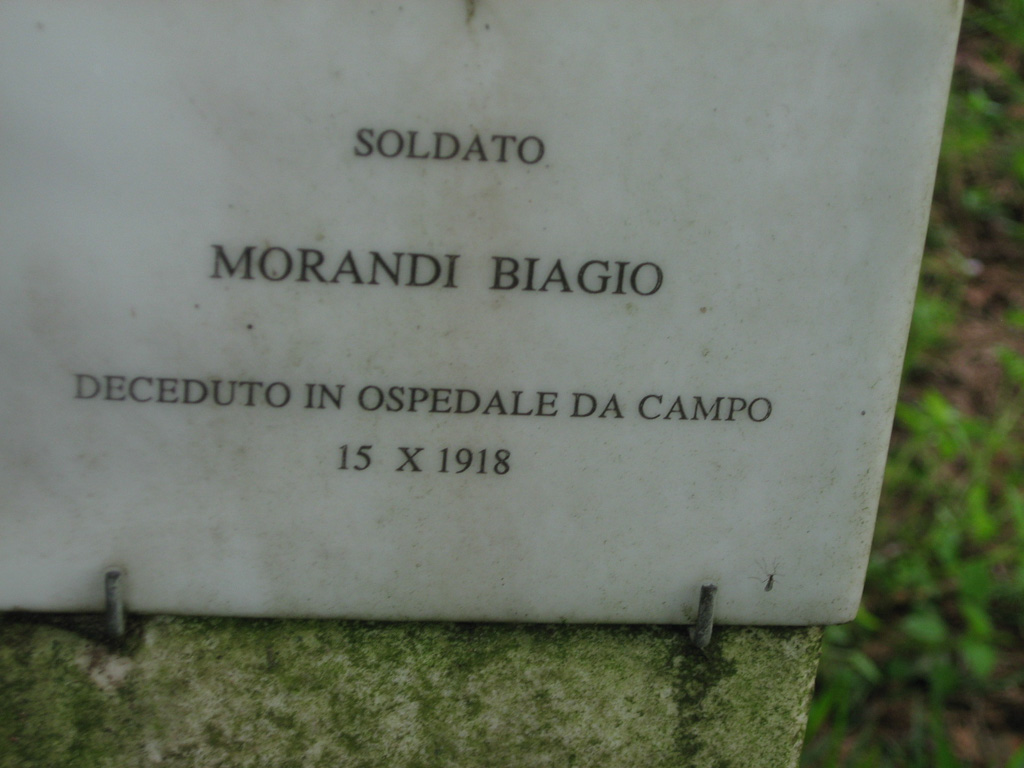 SOLDATO
MORANDI BIAGIO
DECEDUTO IN OSPEDALE DA CAMPO
15 X 1918